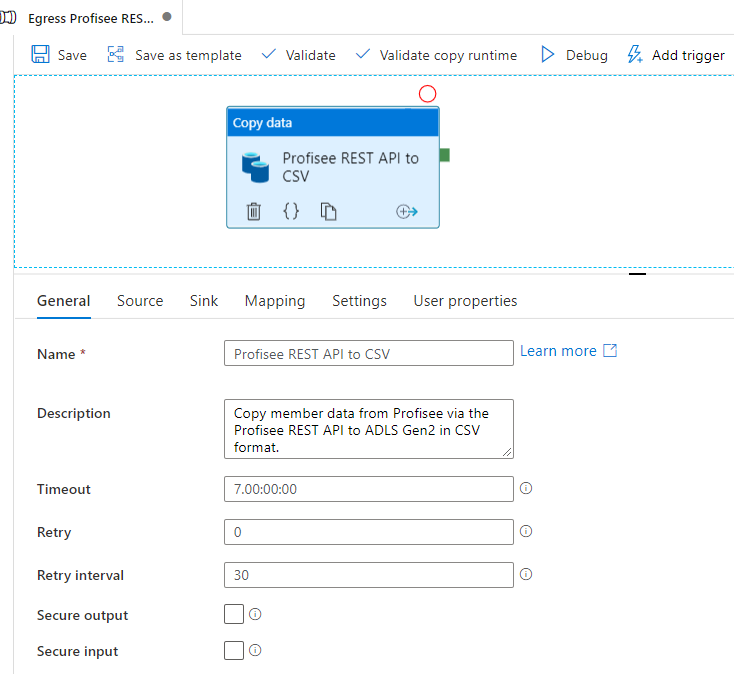 Egress Profisee RES...
Save
Save as template
Validate
Validate copy runtime
Debug
Add trigger
Copy data
Profisee REST API to
CSV
{}
General
Source
Sink
Mapping
Settings
User properties
Name *
Profisee REST API to CSV
Learn more
Description
Copy member data from Profisee via the
Profisee REST API to ADLS Gen2 in CSV
format.
Timeout
7.00:00:00
Retry
0
Retry interval
30
Secure output
Secure input